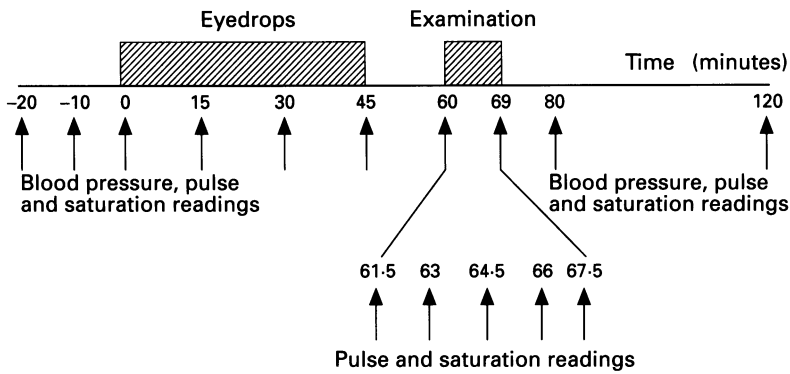 Eyedrops Examination
Time (minutes)
–20 –10 0 15 30 45 60 69 80 120
Blood pressure, pulse
and saturation readings
Blood pressure, pulse
and saturation readings
61·5 63 64·5 66 67·5
Pulse and saturation readings